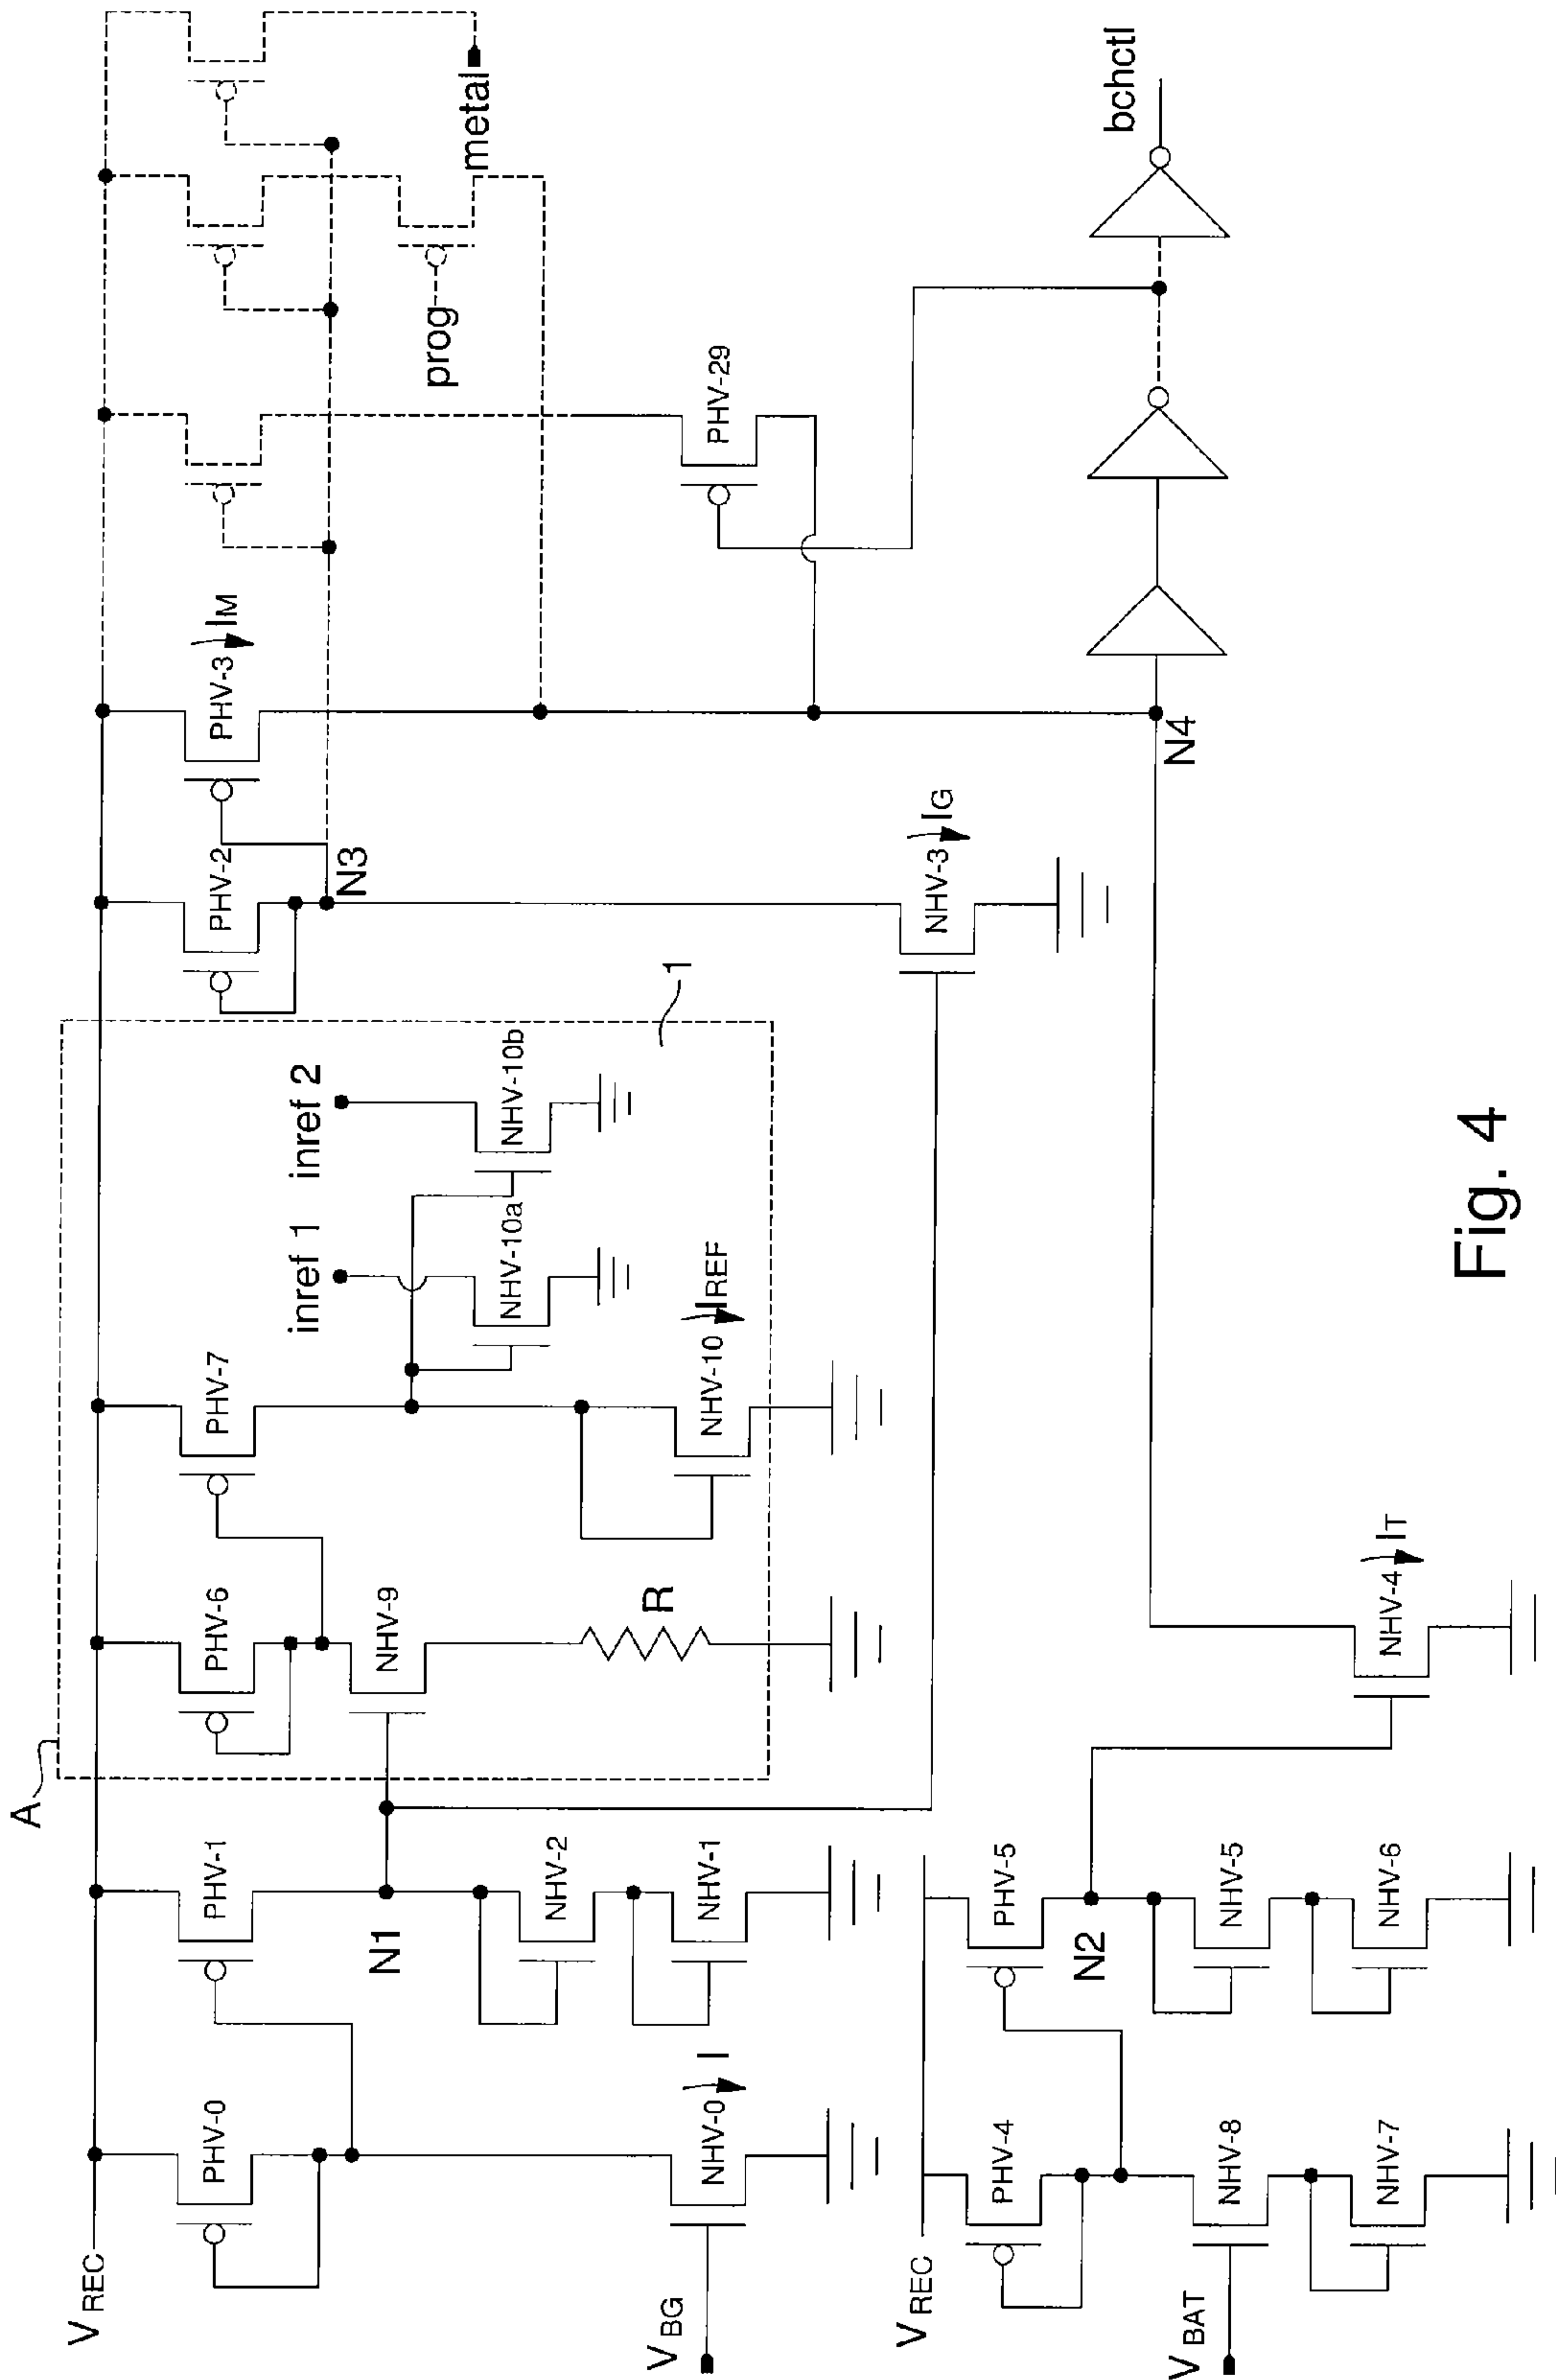 A
VREC
PHV-0
PHV-1
PHV-6
PHV-7
PHV-2
PHV-3
IM
N1
NHV-9
inref 1
inref 2
N3
prog
metal
NHV-2
NHV-1
R
NHV-10a
NHV-10b
NHV-10
IREF
1
PHV-29
VBG
NHV-0
I
NHV-3
IG
VREC
PHV-4
PHV-5
N2
N4
bchctl
VBAT
NHV-8
NHV-5
NHV-7
NHV-6
NHV-4
IT
Fig. 4